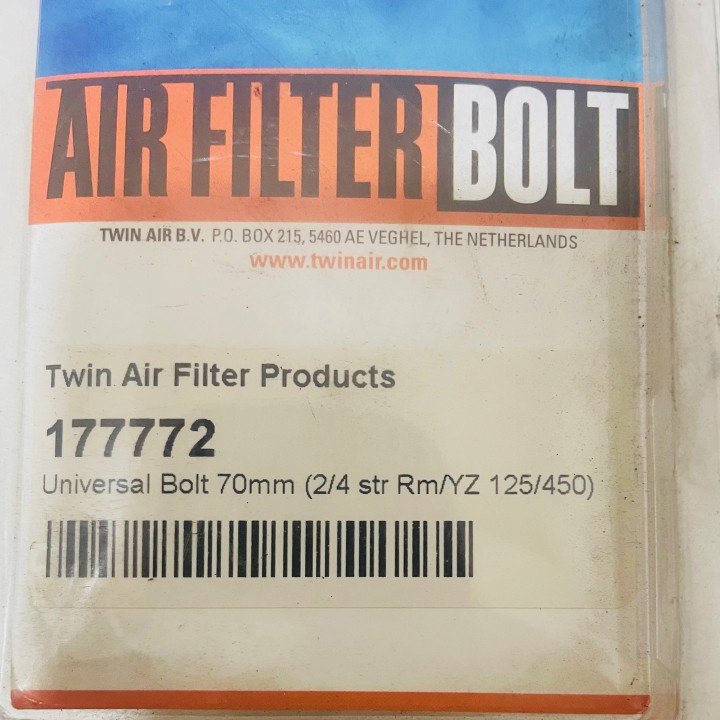 AIR FILTER BOLT
TWIN AIR B.V. P.O. BOX 215, 5460 AE VEGHEL, THE NETHERLANDS
www.twinair.com
Twin Air Filter Products
177772
Universal Bolt 70mm (2/4 str Rm/YZ 125/450)